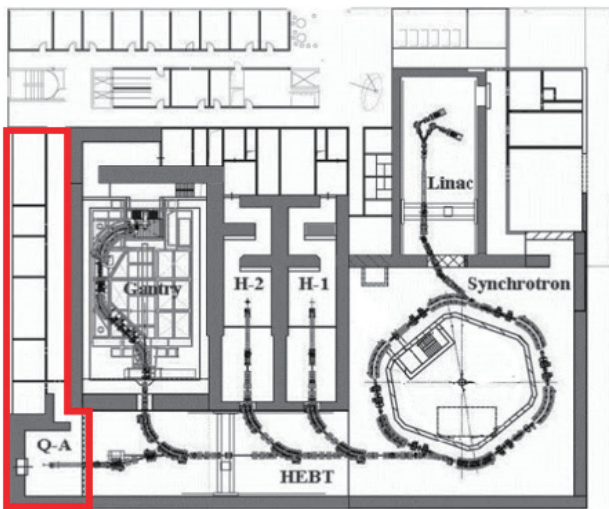 Linac
Gantry
H-2
H-1
Synchrotron
Q-A
HEBT